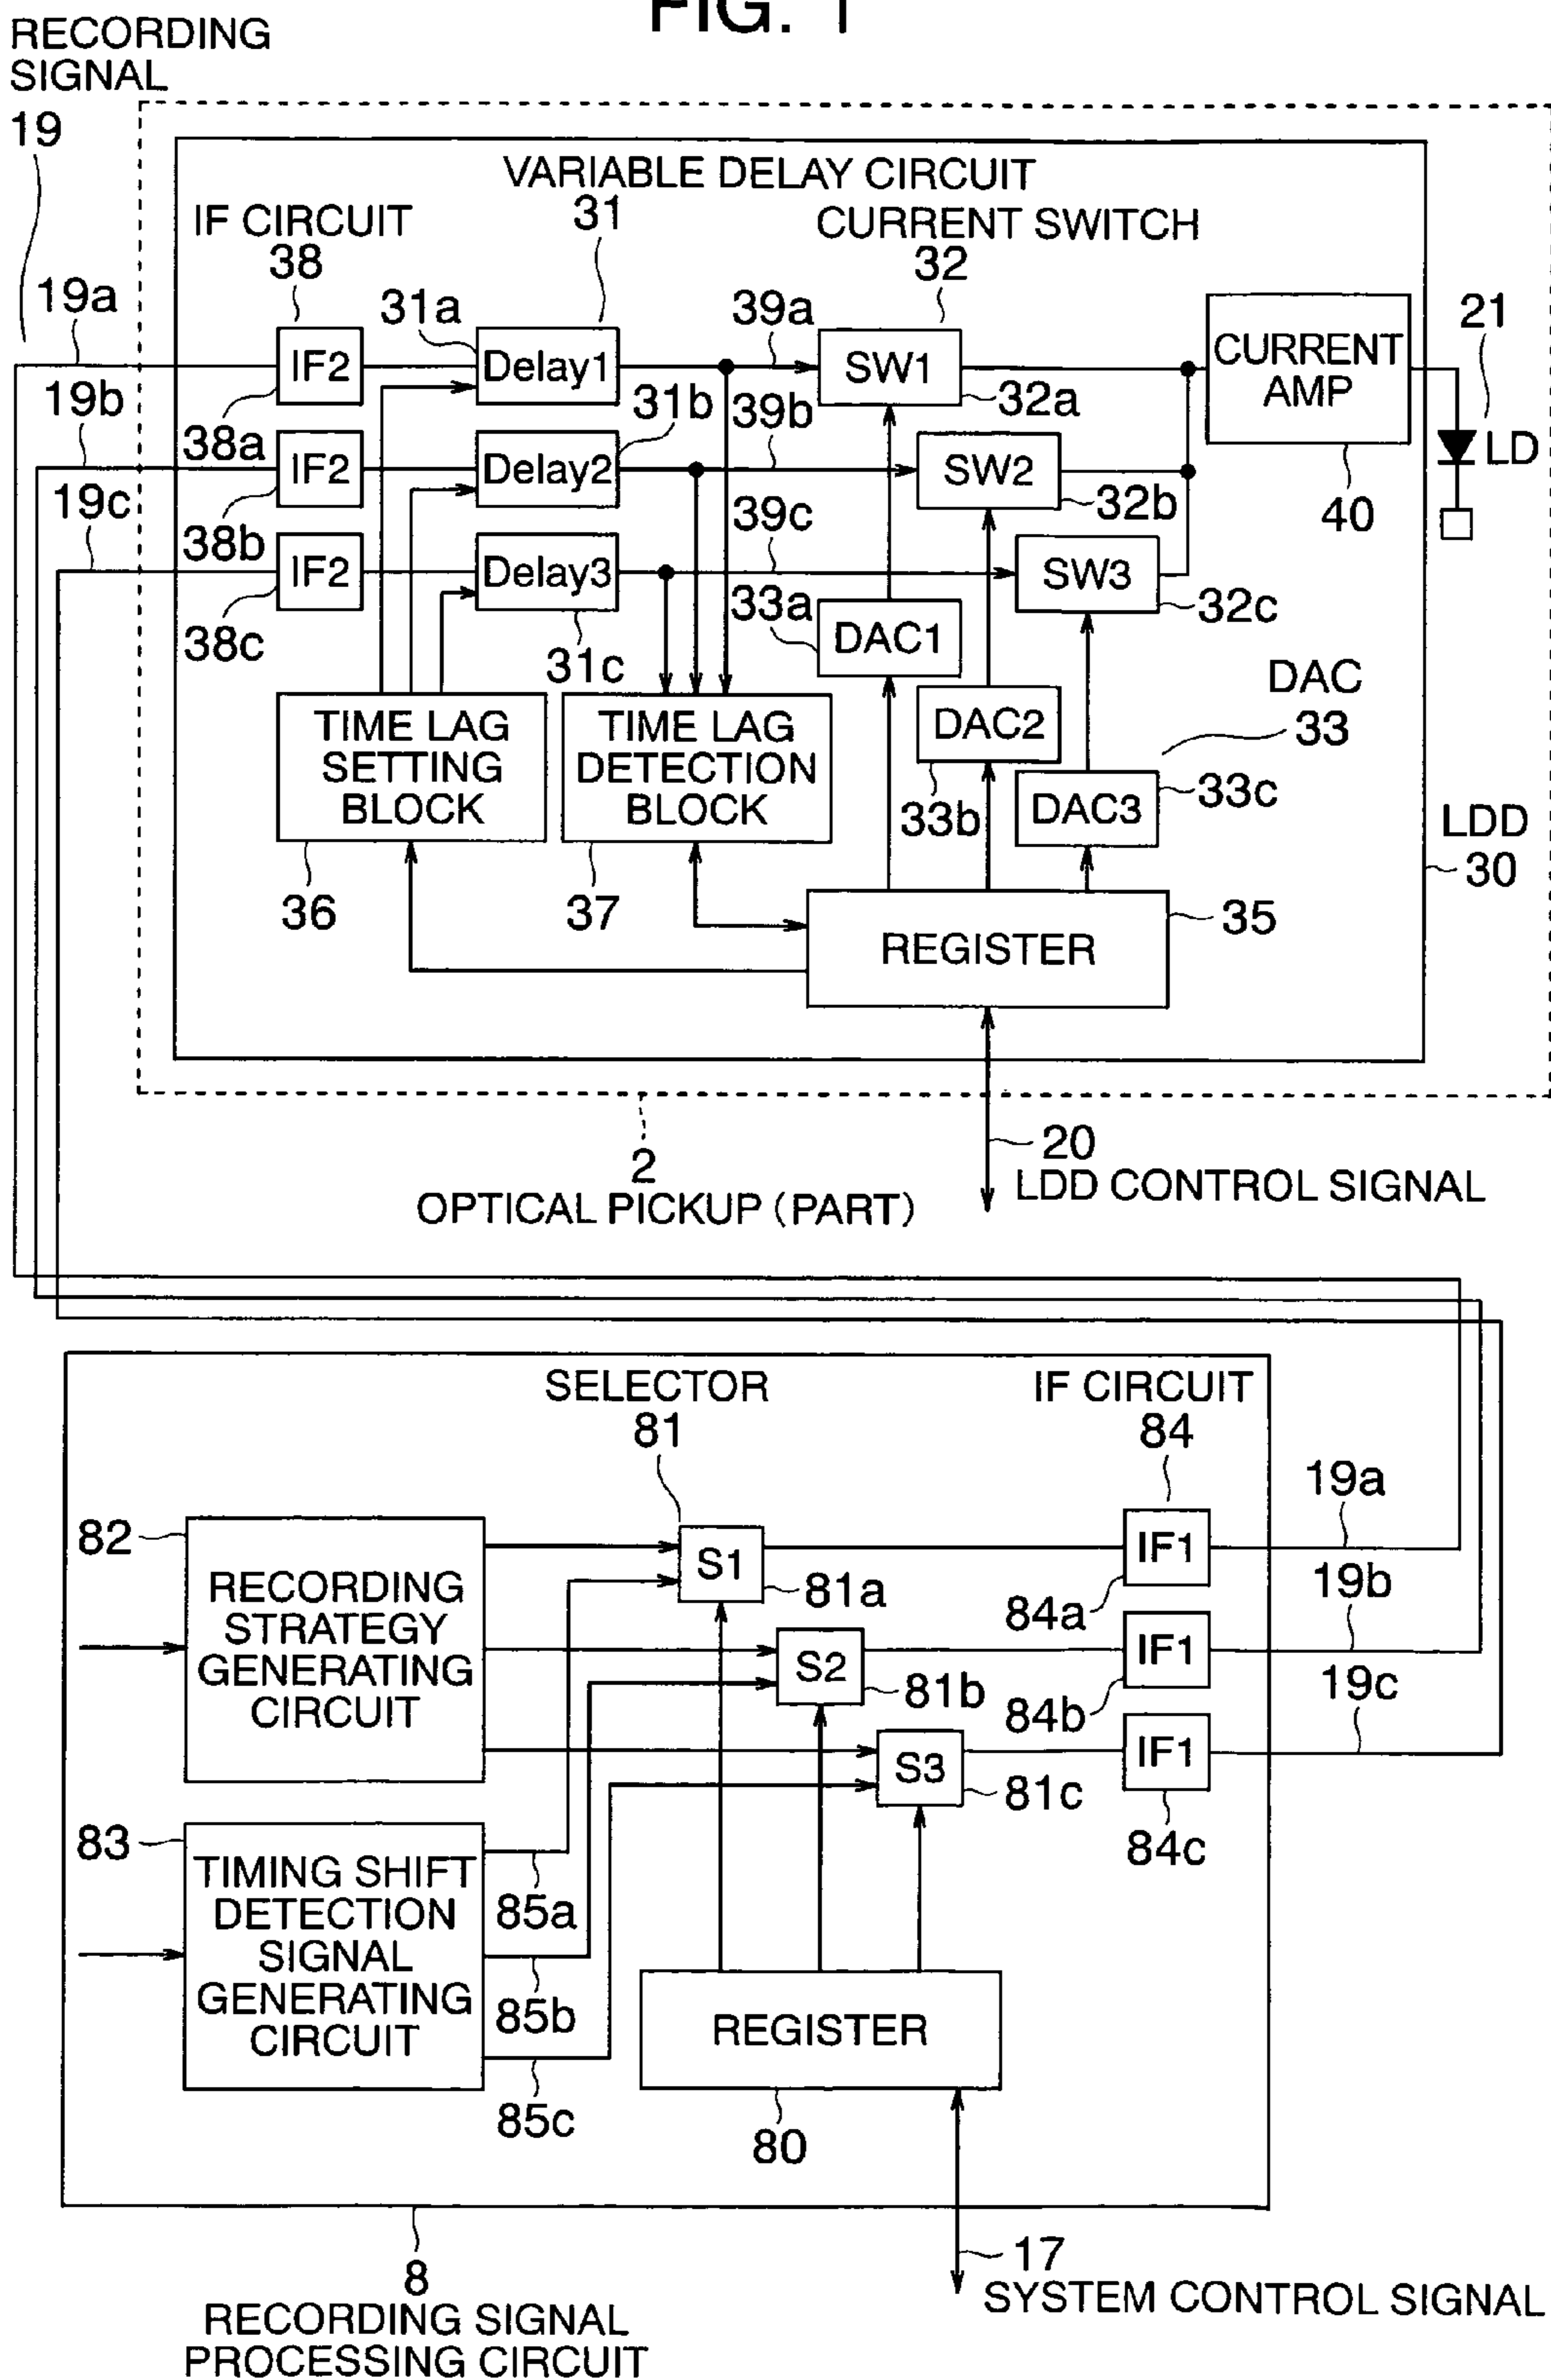 FIG. 1
RECORDING
SIGNAL
19
VARIABLE DELAY CIRCUIT
31
IF CIRCUIT
38
CURRENT SWITCH
32
19a
31a
39a
21
IF2
Delay1
SW1
CURRENT
AMP
19b
38a
31b
39b
32a
LD
IF2
Delay2
SW2
40
19c
38b
39c
32b
IF2
Delay3
SW3
38c
31c
33a
32c
DAC1
DAC
33
TIME LAG
SETTING
BLOCK
TIME LAG
DETECTION
BLOCK
DAC2
33b
DAC3
33c
LDD
30
36
37
REGISTER
35
2
OPTICAL PICKUP (PART)
20
LDD CONTROL SIGNAL
SELECTOR
81
IF CIRCUIT
84
19a
82
RECORDING
STRATEGY
GENERATING
CIRCUIT
S1
81a
IF1
84a
19b
S2
81b
IF1
84b
19c
S3
81c
IF1
84c
83
TIMING SHIFT
DETECTION
SIGNAL
GENERATING
CIRCUIT
85a
85b
85c
REGISTER
80
17
SYSTEM CONTROL SIGNAL
8
RECORDING SIGNAL
PROCESSING CIRCUIT